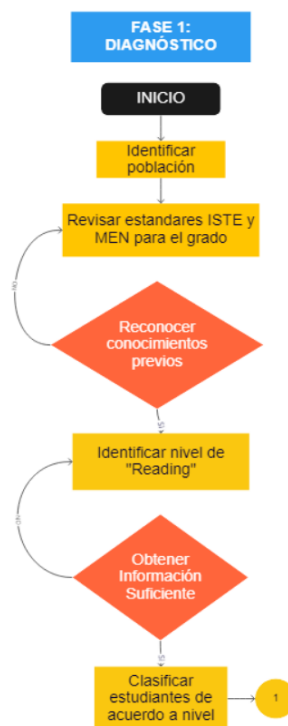 FASE 1:
DIAGNÓSTICO
INICIO
Identificar
población
Revisar estandares ISTE y
MEN para el grado
no
Reconocer
conocimientos
previos
SI
Identificar nivel de
"Reading"
no
Obtener
Información
Suficiente
SI
Clasificar
estudiantes de
acuerdo a nivel
1